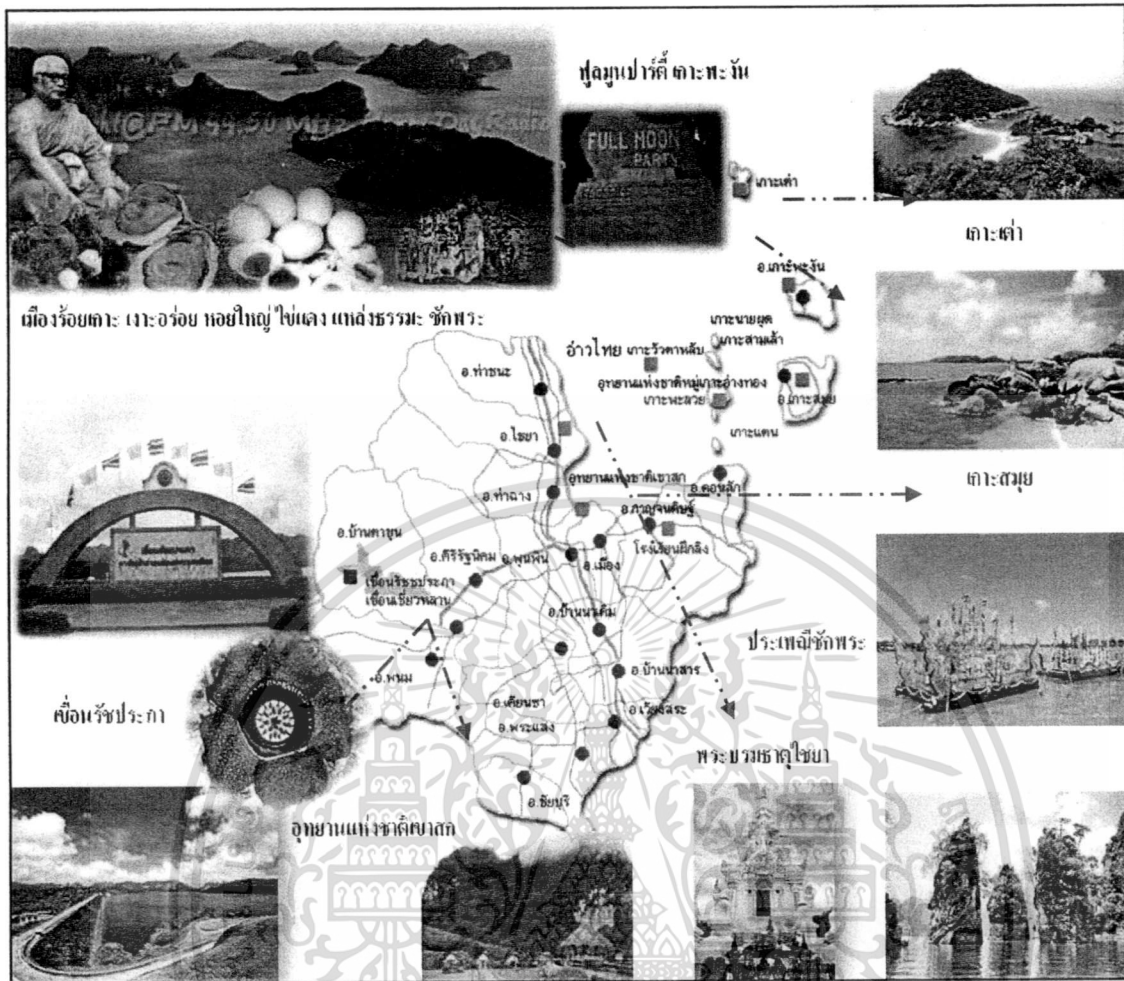 ฟูลมูนปาร์ตี้ เกาะพะงัน
@FM 99.50 MHz
FULL MOON
PARTY
เกาะเต่า
เกาะเต่า
เมืองร้อยเกาะ เงาะอร่อย หอยใหญ่ ไข่แดง แหล่งธรรมะ ชักพระ
อ.เกาะพะงัน
เกาะนายพุด
เกาะสามเส้า
อ่าวไทย
เกาะวัวตาหลับ
อุทยานแห่งชาติหมู่เกาะอ่างทอง
เกาะพะลวย
อ.เกาะสมุย
เกาะแตน
เกาะสมุย
อ.ท่าชนะ
อ.ไชยา
อุทยานแห่งชาติเขาสก
อ.ท่าฉาง
อ.ดอนสัก
อ.กาญจนดิษฐ์
โรงเรียนฝึกลิง
อ.บ้านตาขุน
อ.คีรีรัฐนิคม
อ.พุนพิน
อ.เมือง
เขื่อนรัชชประภา
เขื่อนเชี่ยวหลาน
อ.บ้านนาเดิม
ประเพณีชักพระ
อ.บ้านนาสาร
อ.พนม
อ.เคียนซา
อ.เวียงสระ
อ.พระแสง
เขื่อนรัชประภา
พระบรมธาตุไชยา
อ.ชัยบุรี
อุทยานแห่งชาติเขาสก